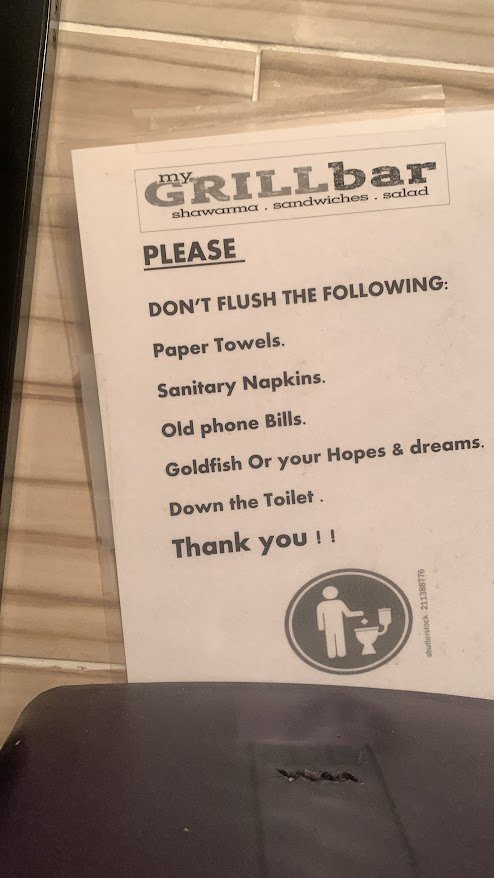 my
GRILLbar
shawarma . sandwiches . salad
PLEASE
DON'T FLUSH THE FOLLOWING:
Paper Towels.
Sanitary Napkins.
Old phone Bills.
Goldfish Or your Hopes & dreams.
Down the Toilet .
Thank you ! !
shutterstock 211388776